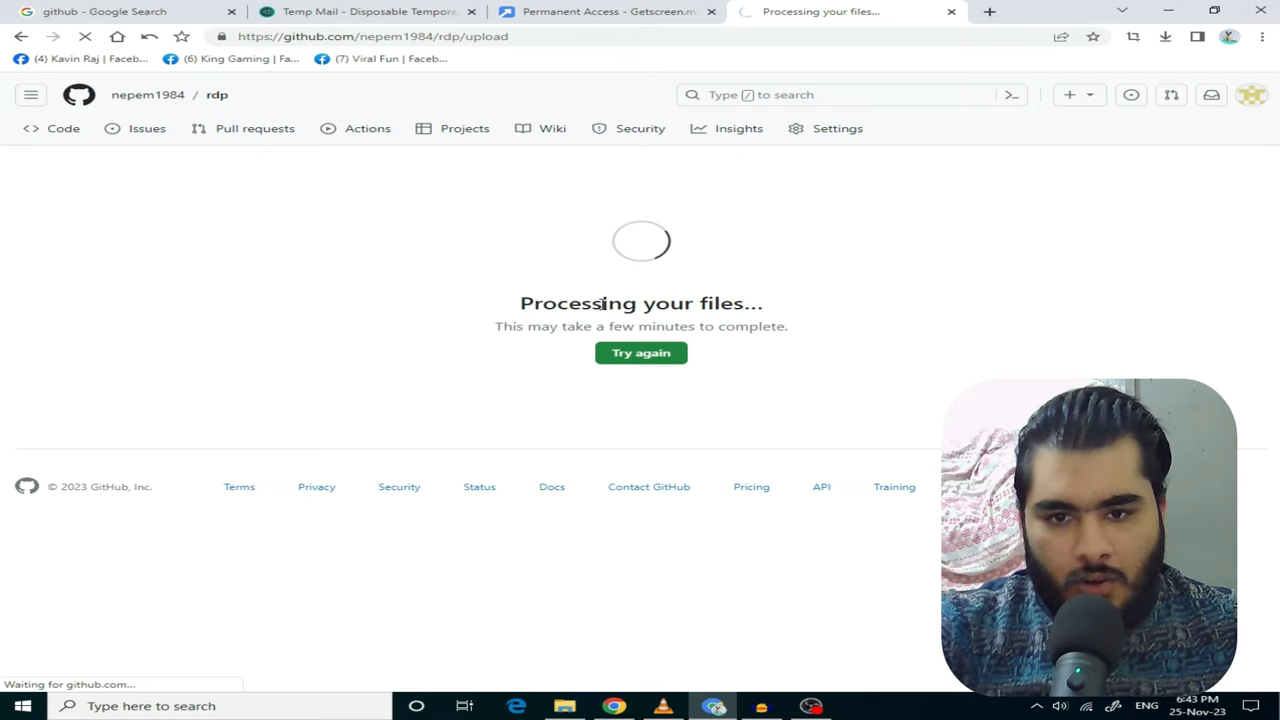 github - Google Search
Temp Mail - Disposable Tempora
Permanent Access - Getscreen.m
Processing your files...
https://github.com/nepem1984/rdp/upload
(4) Kavin Raj | Faceb...
(6) King Gaming | Fa...
(7) Viral Fun | Faceb...
nepem1984 / rdp
Type / to search
Code
Issues
Pull requests
Actions
Projects
Wiki
Security
Insights
Settings
Processing your files...
This may take a few minutes to complete.
Try again
© 2023 GitHub, Inc.
Terms
Privacy
Security
Status
Docs
Contact GitHub
Pricing
API
Training
Waiting for github.com...
Type here to search
ENG
6:43 PM
25-Nov-23